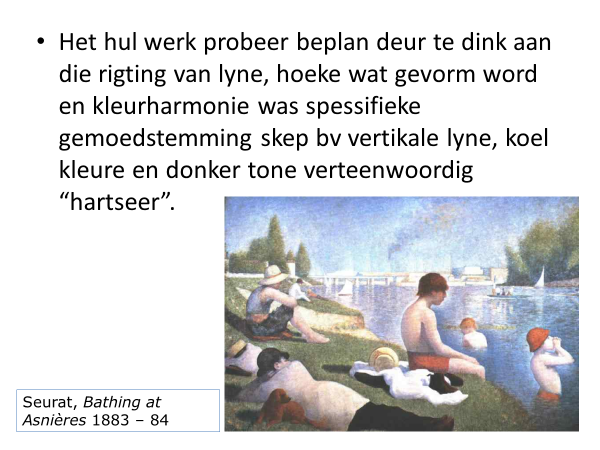 • Het hul werk probeer beplan deur te dink aan
die rigting van lyne, hoeke wat gevorm word
en kleurharmonie was spessifieke
gemoedstemming skep bv vertikale lyne, koel
kleure en donker tone verteenwoordig
“hartseer”.
Seurat, Bathing at
Asnières 1883 – 84